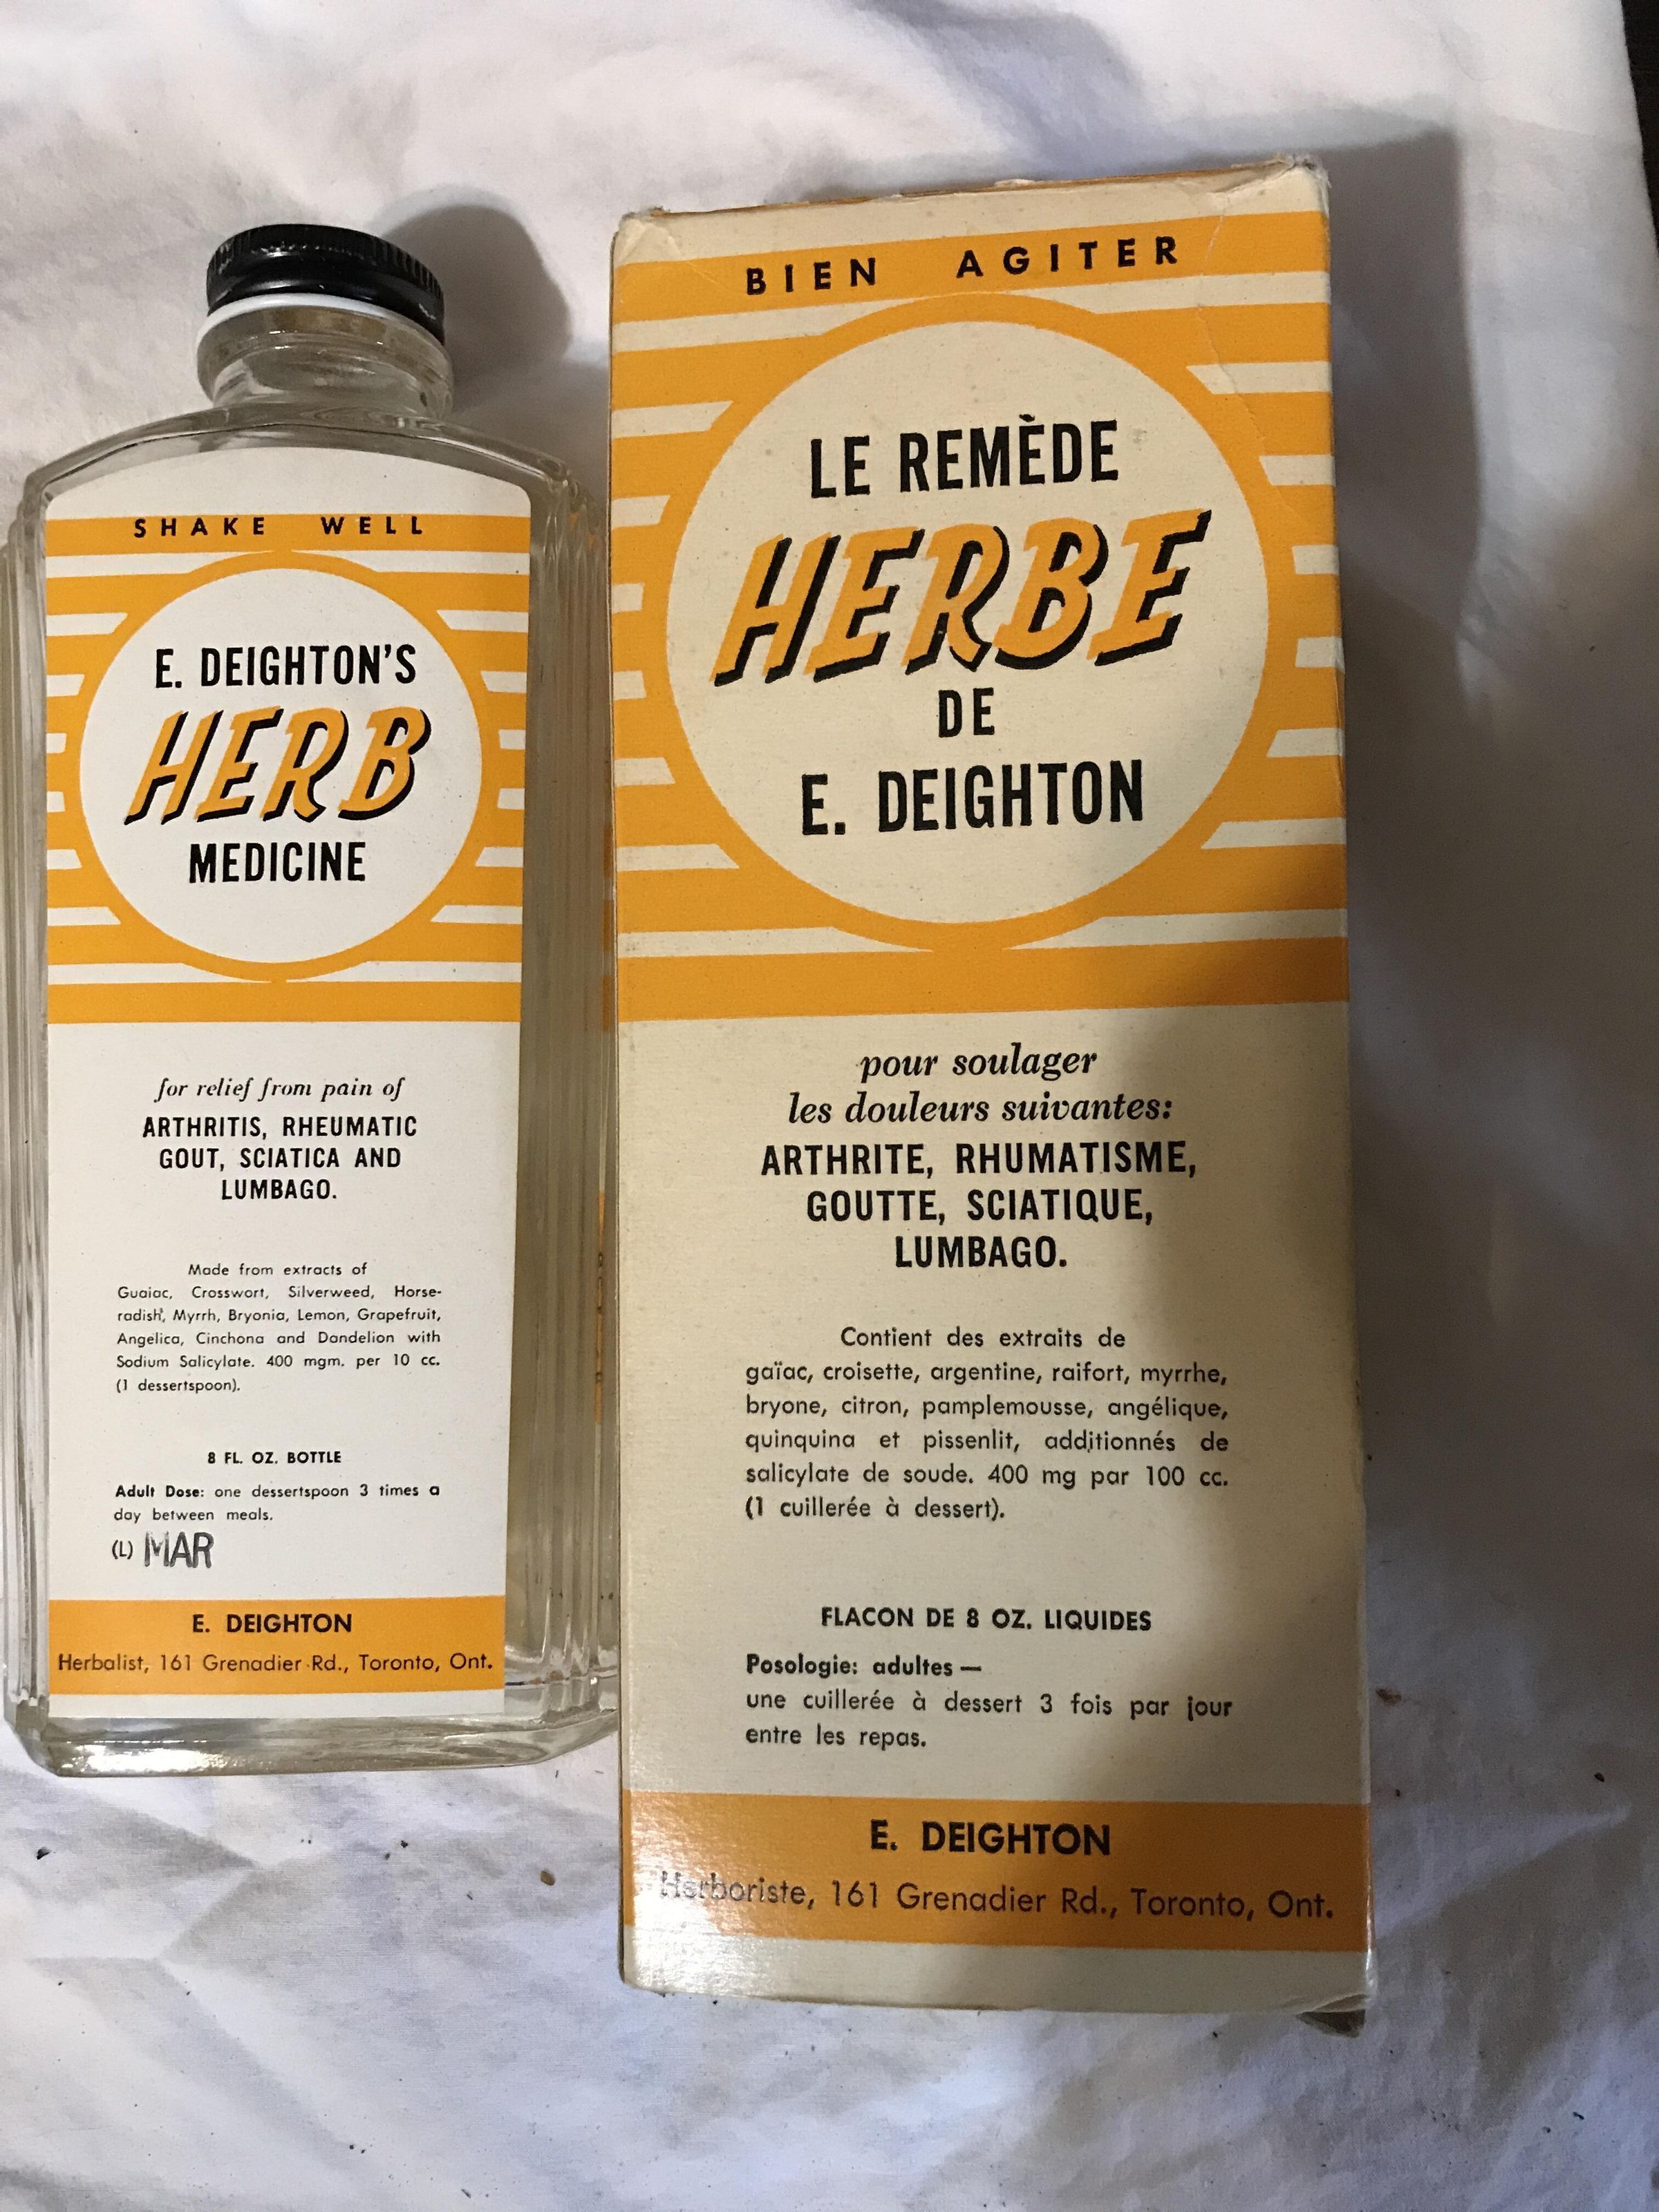 SHAKE WELL
E. DEIGHTON'S
HERB
MEDICINE
for relief from pain of
ARTHRITIS, RHEUMATIC
GOUT, SCIATICA AND
LUMBAGO.
Made from extracts of
Guaiac, Crosswort, Silverweed, Horse-
radish, Myrrh, Bryonia, Lemon, Grapefruit,
Angelica, Cinchona and Dandelion with
Sodium Salicylate. 400 mgm. per 10 cc.
(1 dessertspoon).
8 FL. OZ. BOTTLE
Adult Dose: one dessertspoon 3 times a
day between meals.
(L) MAR
E. DEIGHTON
Herbalist, 161 Grenadier Rd., Toronto, Ont.
BIEN AGITER
LE REMÈDE
HERBE
DE
E. DEIGHTON
pour soulager
les douleurs suivantes:
ARTHRITE, RHUMATISME,
GOUTTE, SCIATIQUE,
LUMBAGO.
Contient des extraits de
gaïac, croisette, argentine, raifort, myrrhe,
bryone, citron, pamplemousse, angélique,
quinquina et pissenlit, additionnés de
salicylate de soude. 400 mg par 100 cc.
(1 cuillerée à dessert).
FLACON DE 8 OZ. LIQUIDES
Posologie: adultes —
une cuillerée à dessert 3 fois par jour
entre les repas.
E. DEIGHTON
Herboriste, 161 Grenadier Rd., Toronto, Ont.